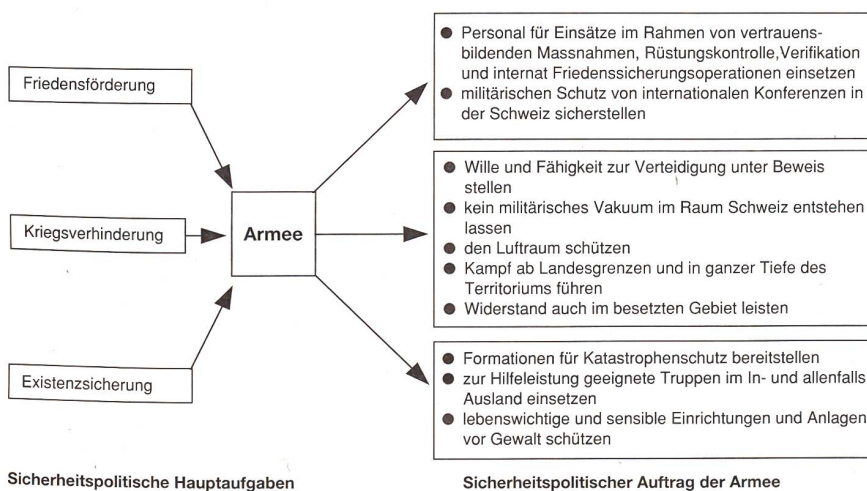 Friedensförderung
Kriegsverhinderung
Existenzsicherung
Armee
● Personal für Einsätze im Rahmen von vertrauens-
bildenden Massnahmen, Rüstungskontrolle,Verifikation
und internat Friedenssicherungsoperationen einsetzen
● militärischen Schutz von internationalen Konferenzen in
der Schweiz sicherstellen
● Wille und Fähigkeit zur Verteidigung unter Beweis
stellen
● kein militärisches Vakuum im Raum Schweiz entstehen
lassen
● den Luftraum schützen
● Kampf ab Landesgrenzen und in ganzer Tiefe des
Territoriums führen
● Widerstand auch im besetzten Gebiet leisten
● Formationen für Katastrophenschutz bereitstellen
● zur Hilfeleistung geeignete Truppen im In- und allenfalls
Ausland einsetzen
● lebenswichtige und sensible Einrichtungen und Anlagen
vor Gewalt schützen
Sicherheitspolitische Hauptaufgaben
Sicherheitspolitischer Auftrag der Armee